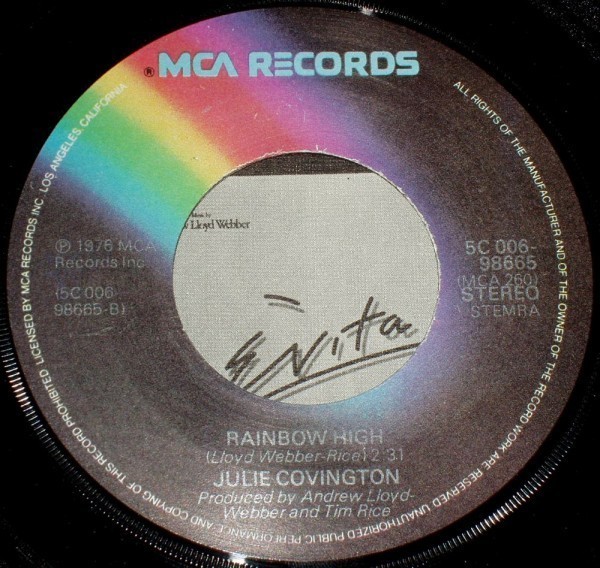 ® MCA RECORDS
Music by
Lloyd Webber
℗ 1976 MCA
Records Inc.
(5C 006
98665-B)
5C 006-
98665
(MCA 260)
STEREO
STEMRA
RAINBOW HIGH
(Lloyd Webber-Rice) 2'31
JULIE COVINGTON
Produced by Andrew Lloyd-
Webber and Tim Rice
ALL RIGHTS OF THE MANUFACTURER AND OF THE OWNER OF THE RECORD WORK ARE RESERVED UNAUTHORIZED PUBLIC PERFORMANCE AND COPYING OF THIS RECORD PROHIBITED LICENSED BY MCA RECORDS INC. LOS ANGELES, CALIFORNIA